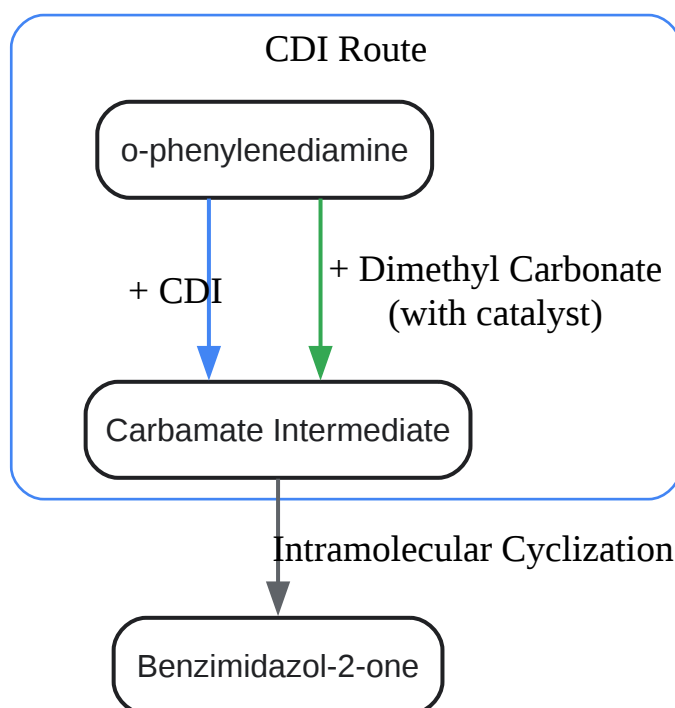 CDI Route
o-phenylenediamine
+ CDI
+ Dimethyl Carbonate
(with catalyst)
Carbamate Intermediate
Intramolecular Cyclization
Benzimidazol-2-one